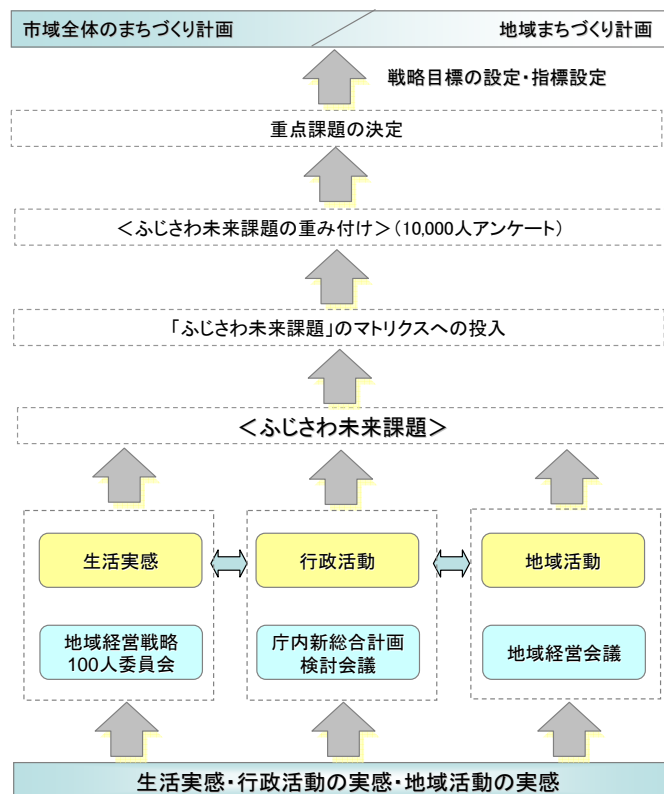 市域全体のまちづくり計画
地域まちづくり計画
戦略目標の設定・指標設定
重点課題の決定
＜ふじさわ未来課題の重み付け＞（10,000人アンケート）
「ふじさわ未来課題」のマトリクスへの投入
＜ふじさわ未来課題＞
生活実感
行政活動
地域活動
地域経営戦略
100人委員会
庁内新総合計画
検討会議
地域経営会議
生活実感・行政活動の実感・地域活動の実感